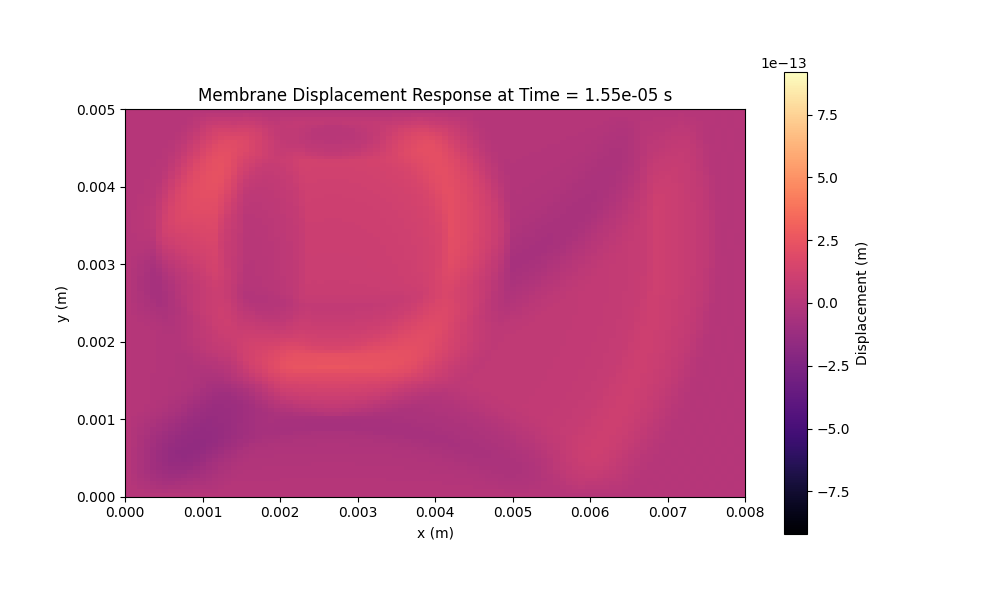 1e−13
Membrane Displacement Response at Time = 1.55e-05 s
0.005
0.004
0.003
0.002
0.001
0.000
y (m)
0.000 0.001 0.002 0.003 0.004 0.005 0.006 0.007 0.008
x (m)
7.5
5.0
2.5
0.0
−2.5
−5.0
−7.5
Displacement (m)